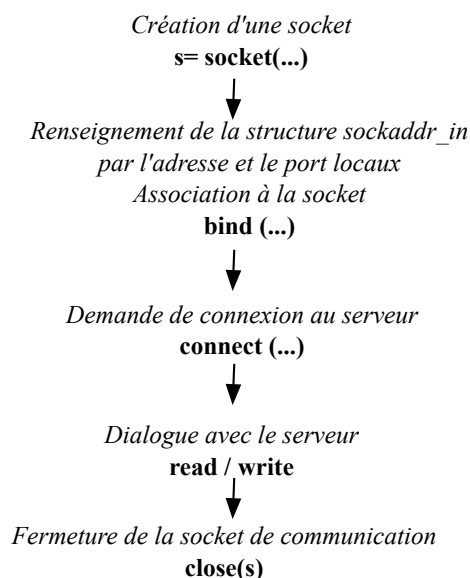 Création d'une socket
s= socket(...)
Renseignement de la structure sockaddr_in
par l'adresse et le port locaux
Association à la socket
bind (...)
Demande de connexion au serveur
connect (...)
Dialogue avec le serveur
read / write
Fermeture de la socket de communication
close(s)